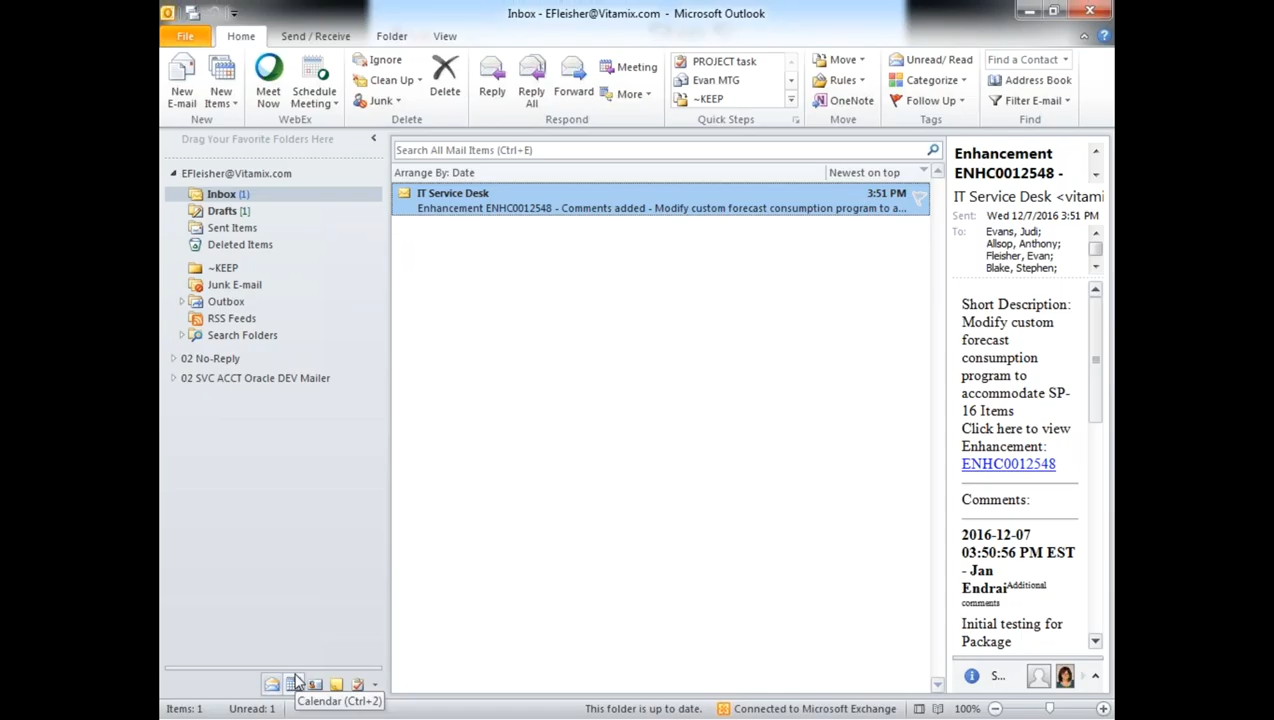 Inbox - EFleisher@Vitamix.com - Microsoft Outlook
File Home Send / Receive Folder View
New E-mail
New Items
New
Meet Now
Schedule Meeting
WebEx
Ignore
Clean Up
Junk
Delete
Delete
Reply
Reply All
Forward
Meeting
More
Respond
PROJECT task
Evan MTG
~KEEP
Quick Steps
Move
Rules
OneNote
Move
Unread/ Read
Categorize
Follow Up
Tags
Find a Contact
Address Book
Filter E-mail
Find
Drag Your Favorite Folders Here
EFleisher@Vitamix.com
Inbox (1)
Drafts [1]
Sent Items
Deleted Items
~KEEP
Junk E-mail
Outbox
RSS Feeds
Search Folders
02 No-Reply
02 SVC ACCT Oracle DEV Mailer
Calendar (Ctrl+2)
Search All Mail Items (Ctrl+E)
Arrange By: Date Newest on top
IT Service Desk 3:51 PM
Enhancement ENHC0012548 - Comments added - Modify custom forecast consumption program to a...
Enhancement
ENHC0012548 -
IT Service Desk <vitami
Sent: Wed 12/7/2016 3:51 PM
To: Evans, Judi;
Allsop, Anthony;
Fleisher, Evan;
Blake, Stephen;
Short Description:
Modify custom
forecast
consumption
program to
accommodate SP-
16 Items
Click here to view
Enhancement:
ENHC0012548
Comments:
2016-12-07
03:50:56 PM EST
- Jan
EndraiAdditional
comments
Initial testing for
Package
S...
Items: 1 Unread: 1 This folder is up to date. Connected to Microsoft Exchange 100%